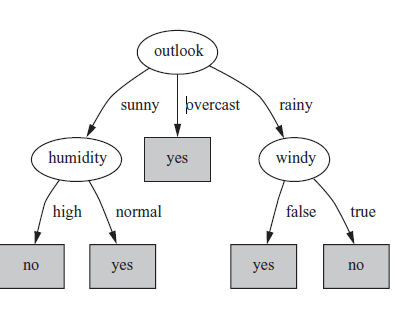 outlook
sunny overcast rainy
humidity yes windy
high normal false true
no yes yes no